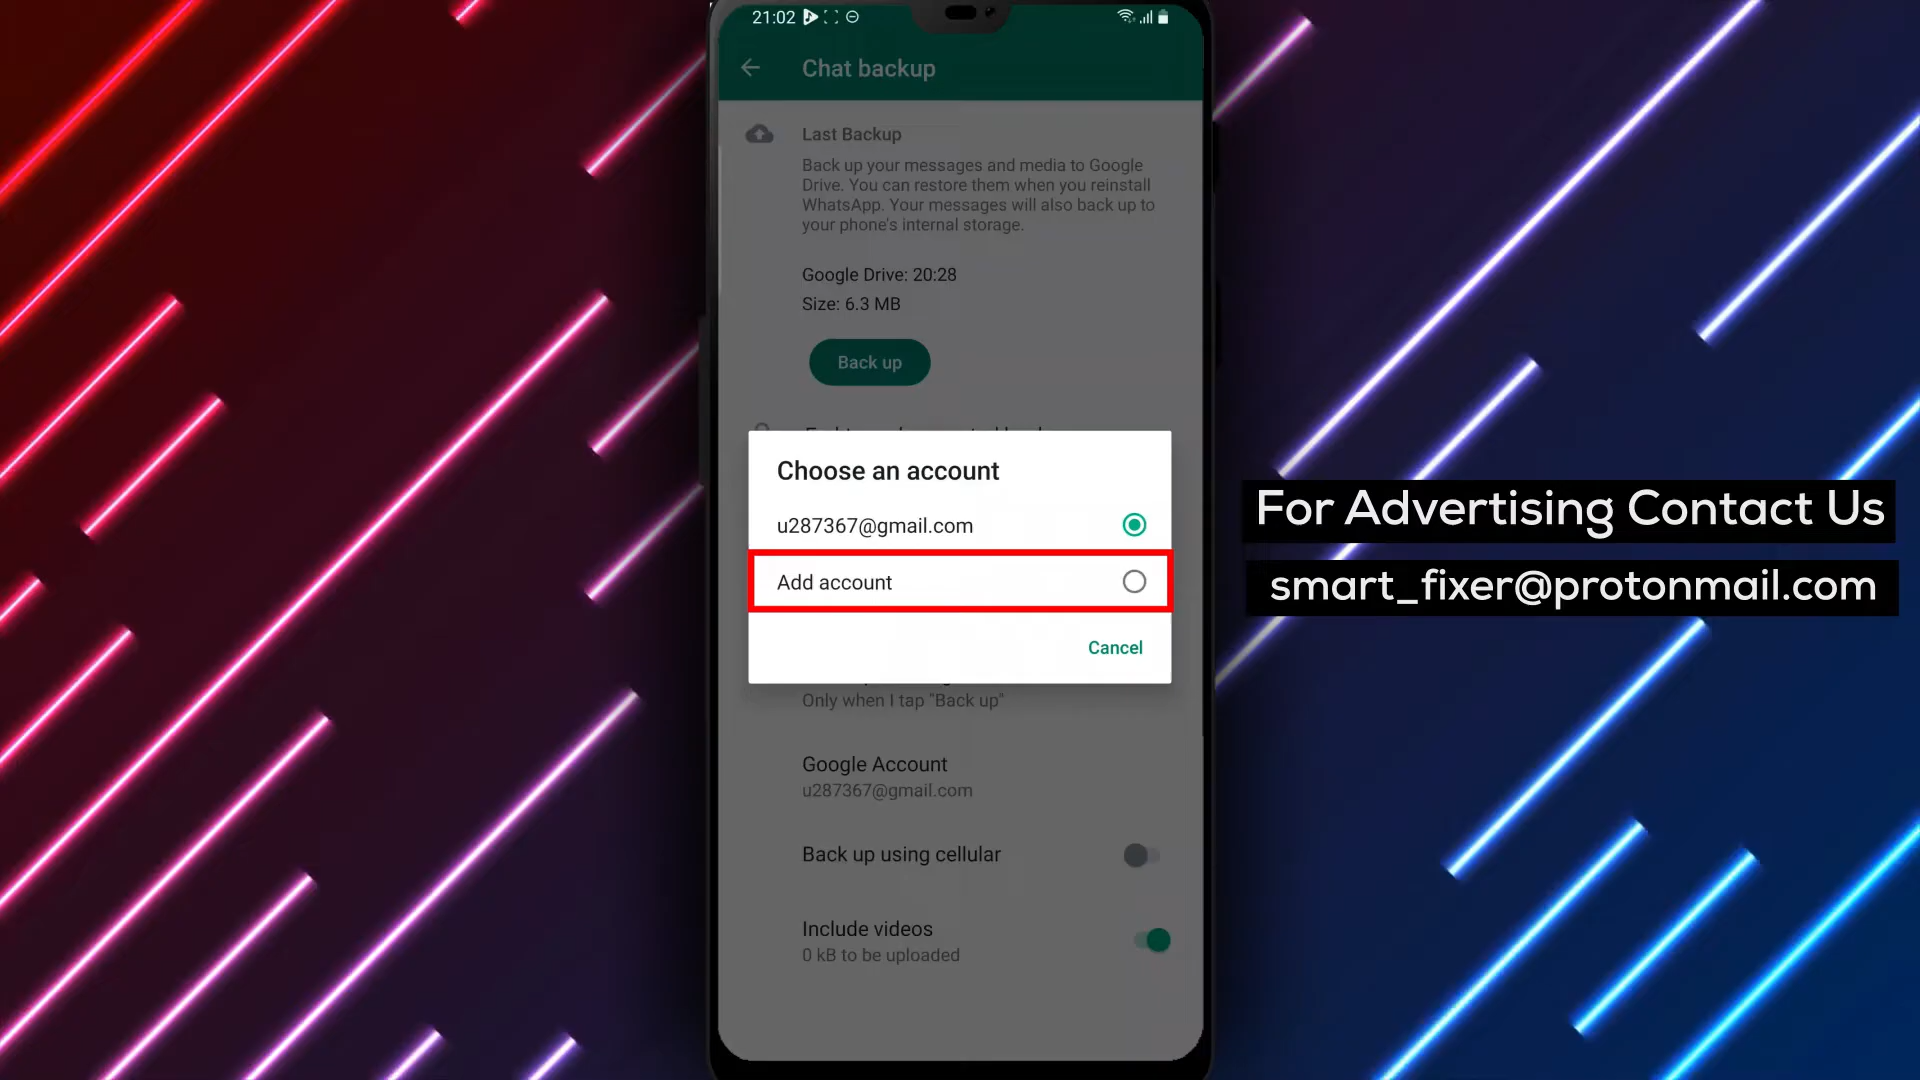 21:02
Chat backup
Last Backup
Back up your messages and media to Google
Drive. You can restore them when you reinstall
WhatsApp. Your messages will also back up to
your phone's internal storage.
Google Drive: 20:28
Size: 6.3 MB
Back up
Choose an account
u287367@gmail.com
Add account
Cancel
Only when I tap "Back up"
Google Account
u287367@gmail.com
Back up using cellular
Include videos
0 kB to be uploaded
For Advertising Contact Us
smart_fixer@protonmail.com